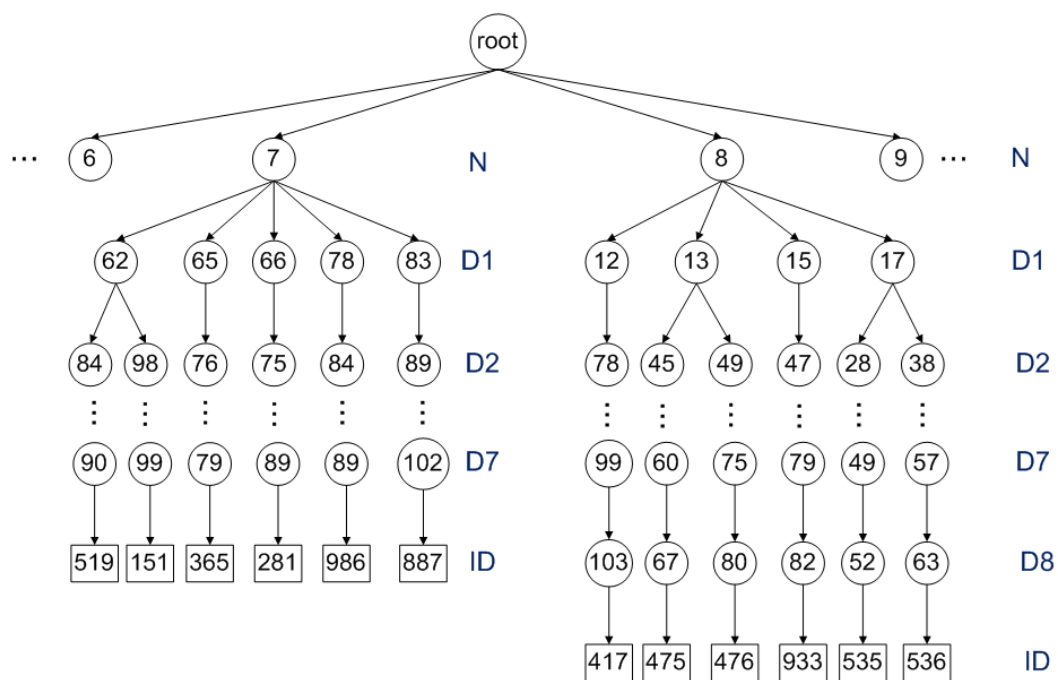 root
... 6 7 N 8 9 ... N
62 65 66 78 83 D1 12 13 15 17 D1
84 98 76 75 84 89 D2 78 45 49 47 28 38 D2
90 99 79 89 89 102 D7 99 60 75 79 49 57 D7
519 151 365 281 986 887 ID 103 67 80 82 52 63 D8
417 475 476 933 535 536 ID